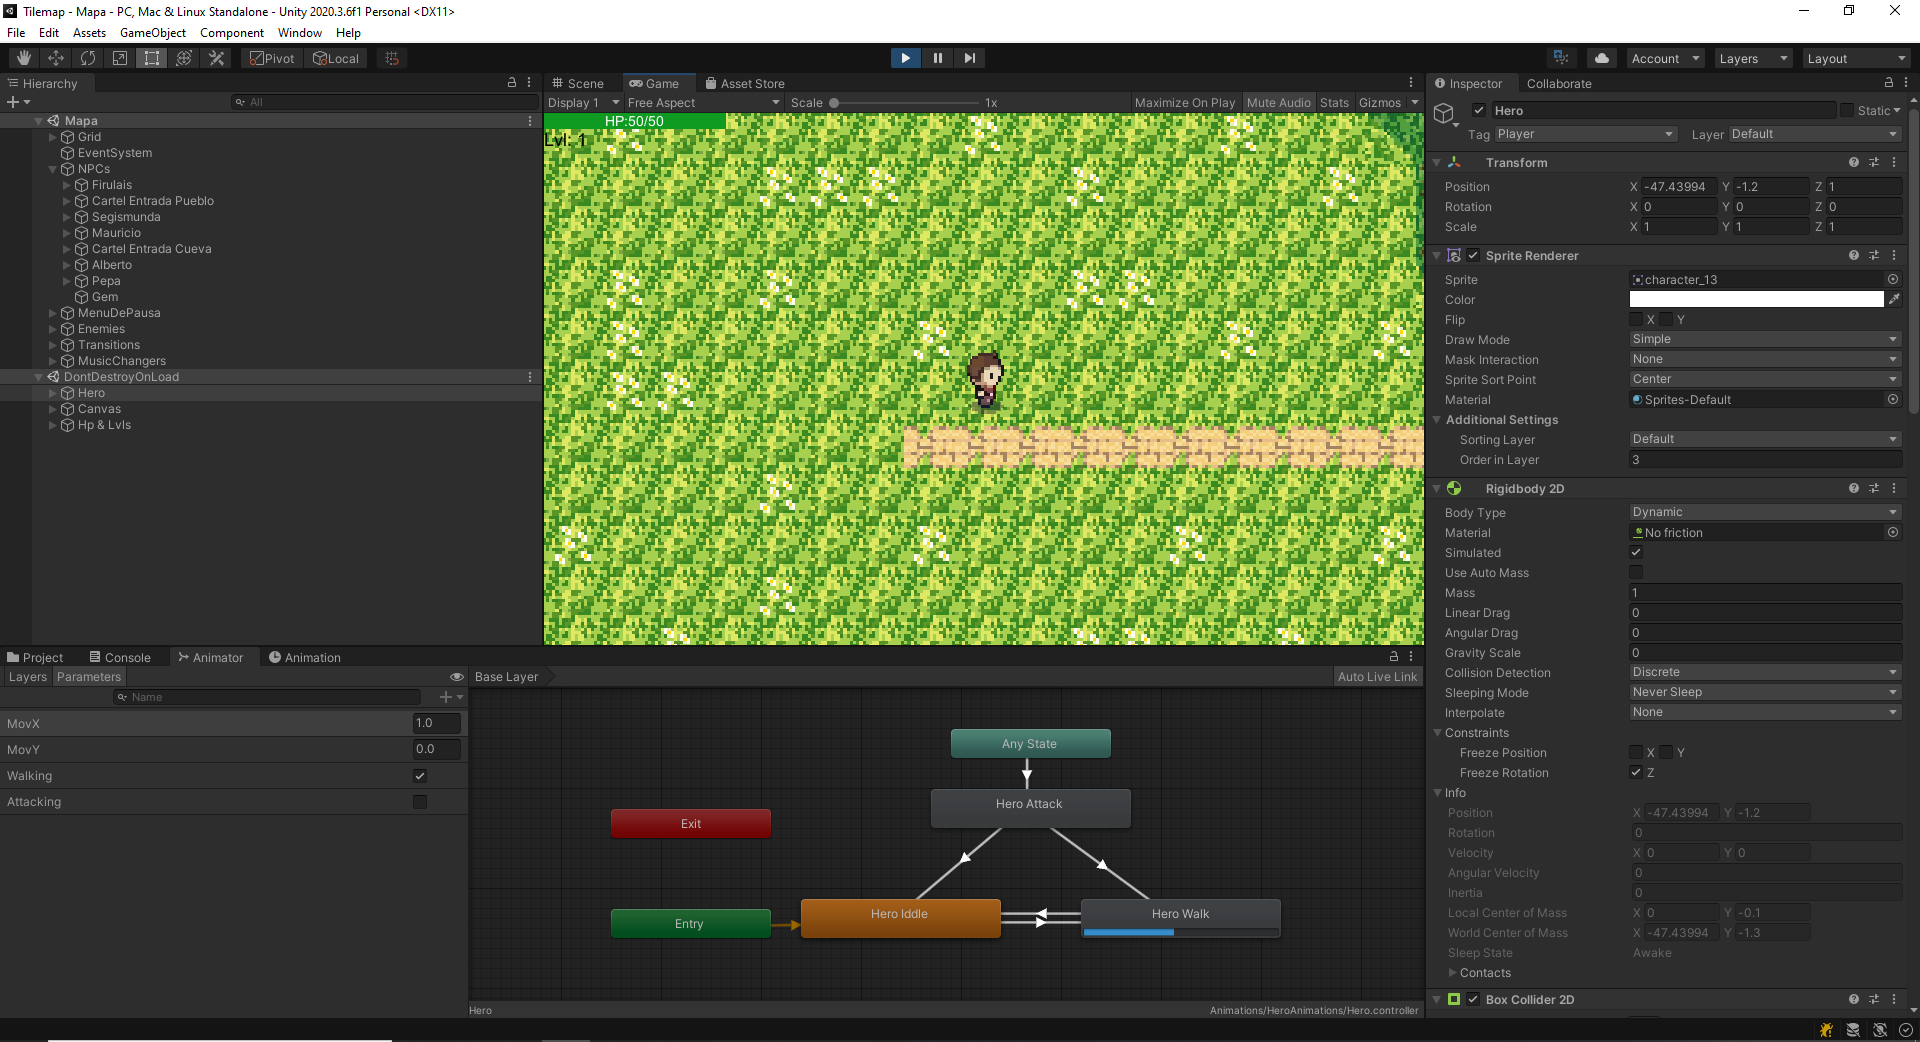 Tilemap - Mapa - PC, Mac & Linux Standalone - Unity 2020.3.6f1 Personal <DX11>
File Edit Assets GameObject Component Window Help
Pivot Local Account Layers Layout
Hierarchy
All
Mapa
Grid
EventSystem
NPCs
Firulais
Cartel Entrada Pueblo
Segismunda
Mauricio
Cartel Entrada Cueva
Alberto
Pepa
Gem
MenuDePausa
Enemies
Transitions
MusicChangers
DontDestroyOnLoad
Hero
Canvas
Hp & Lvls
Scene Game Asset Store
Display 1 Free Aspect Scale 1x Maximize On Play Mute Audio Stats Gizmos
HP:50/50
Lvl: 1
Project Console Animator Animation
Layers Parameters
Name
MovX 1.0
MovY 0.0
Walking
Attacking
Base Layer Auto Live Link
Any State
Hero Attack
Exit
Entry
Hero Iddle
Hero Walk
Hero Animations/HeroAnimations/Hero.controller
Inspector Collaborate
Hero Static
Tag Player Layer Default
Transform
Position X -47.43994 Y -1.2 Z 1
Rotation X 0 Y 0 Z 0
Scale X 1 Y 1 Z 1
Sprite Renderer
Sprite character_13
Color
Flip X Y
Draw Mode Simple
Mask Interaction None
Sprite Sort Point Center
Material Sprites-Default
Additional Settings
Sorting Layer Default
Order in Layer 3
Rigidbody 2D
Body Type Dynamic
Material No friction
Simulated
Use Auto Mass
Mass 1
Linear Drag 0
Angular Drag 0
Gravity Scale 0
Collision Detection Discrete
Sleeping Mode Never Sleep
Interpolate None
Constraints
Freeze Position X Y
Freeze Rotation Z
Info
Position X -47.43994 Y -1.2
Rotation 0
Velocity X 0 Y 0
Angular Velocity 0
Inertia 0
Local Center of Mass X 0 Y -0.1
World Center of Mass X -47.43994 Y -1.3
Sleep State Awake
Contacts
Box Collider 2D